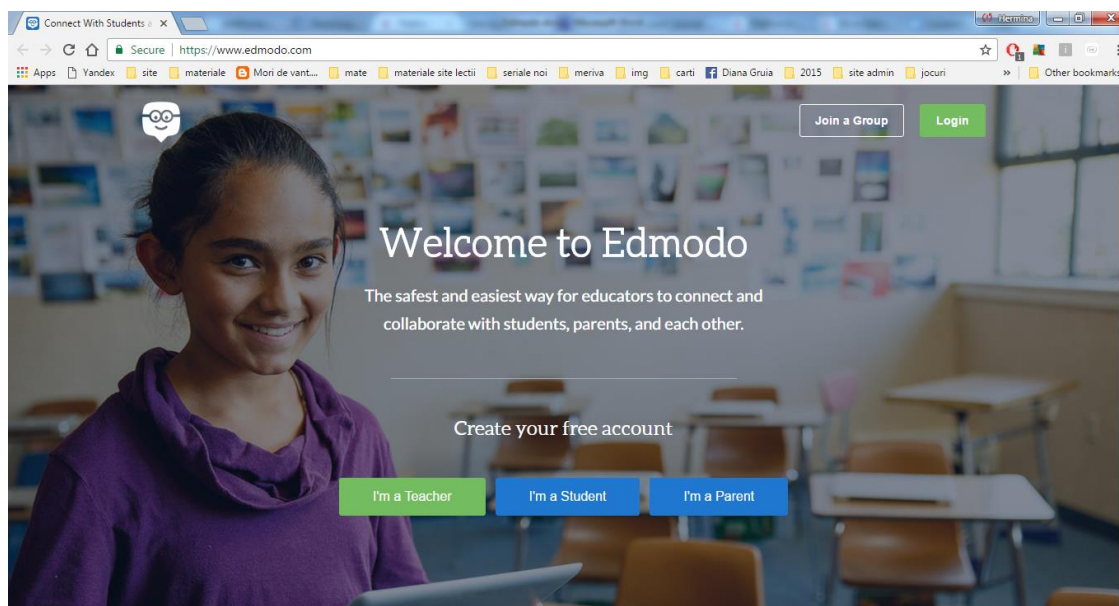 Connect With Students a
Hermina
Secure | https://www.edmodo.com
1
Apps Yandex site materiale Mori de vant.... mate materiale site lectii seriale noi meriva img carti Diana Gruia 2015 site admin jocuri » Other bookmarks
Join a Group Login
Welcome to Edmodo
The safest and easiest way for educators to connect and
collaborate with students, parents, and each other.
Create your free account
I'm a Teacher I'm a Student I'm a Parent